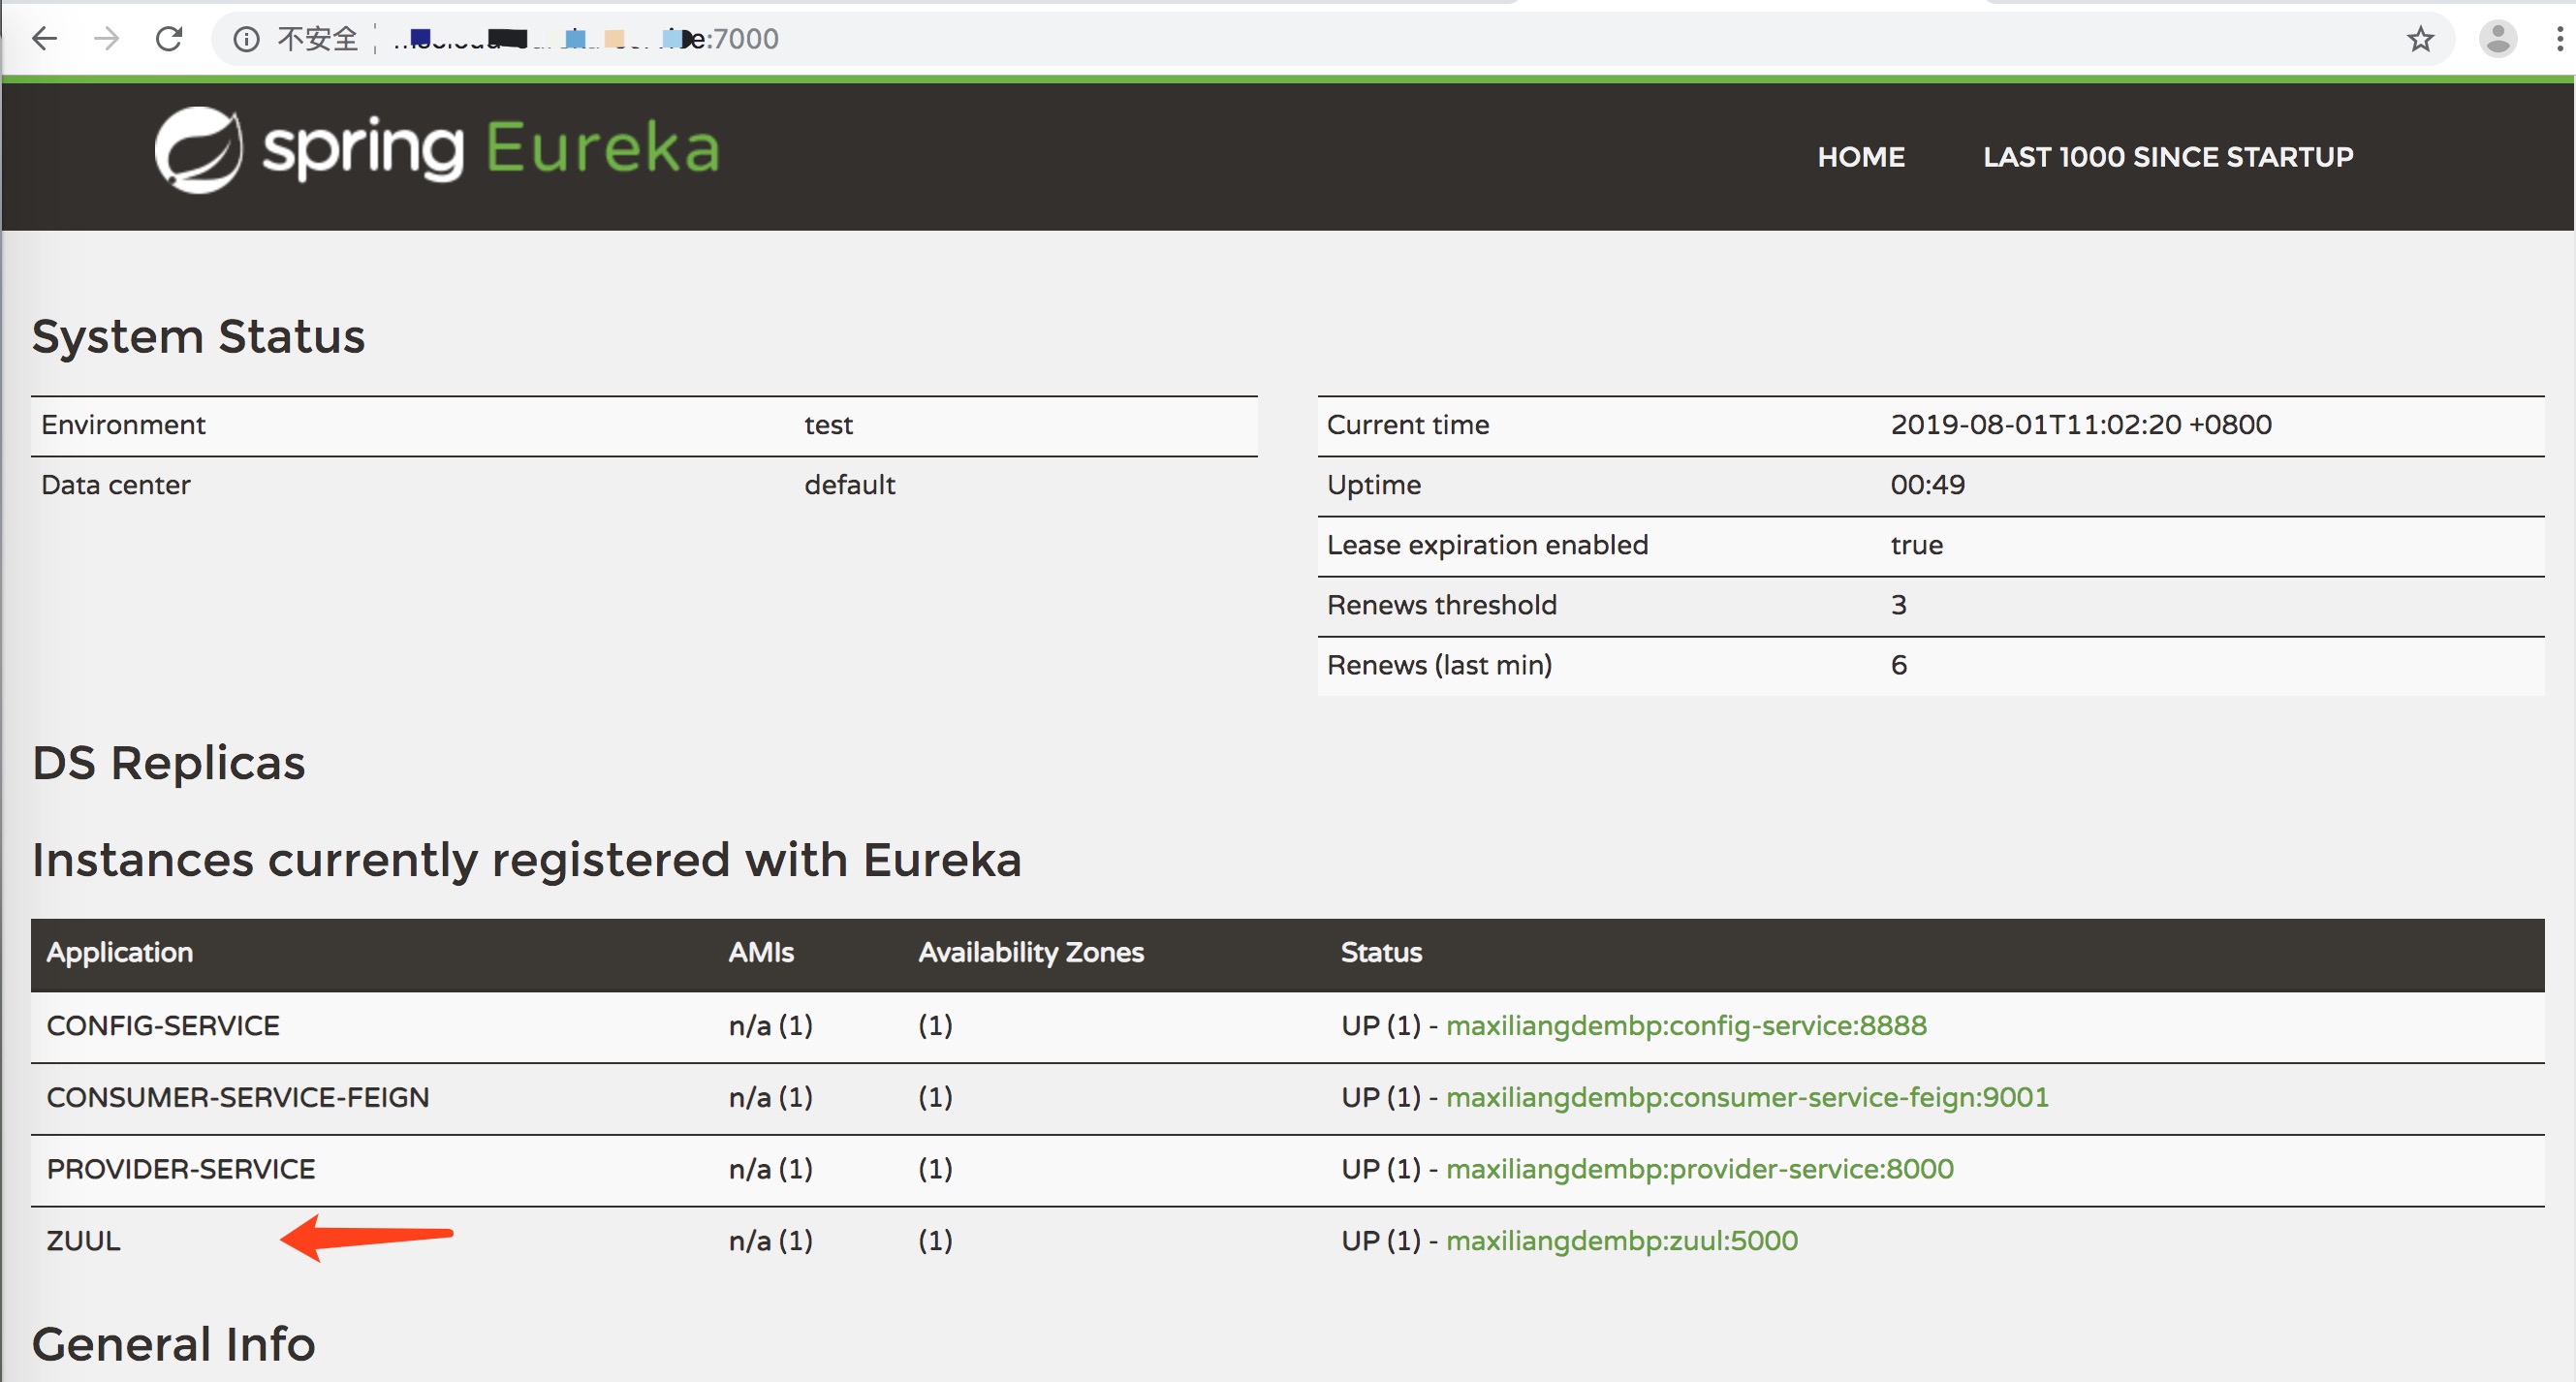 不安全 :7000
spring Eureka
HOME LAST 1000 SINCE STARTUP
System Status
Environment test
Data center default
Current time 2019-08-01T11:02:20 +0800
Uptime 00:49
Lease expiration enabled true
Renews threshold 3
Renews (last min) 6
DS Replicas
Instances currently registered with Eureka
Application AMIs Availability Zones Status
CONFIG-SERVICE n/a (1) (1) UP (1) - maxiliangdembp:config-service:8888
CONSUMER-SERVICE-FEIGN n/a (1) (1) UP (1) - maxiliangdembp:consumer-service-feign:9001
PROVIDER-SERVICE n/a (1) (1) UP (1) - maxiliangdembp:provider-service:8000
ZUUL n/a (1) (1) UP (1) - maxiliangdembp:zuul:5000
General Info